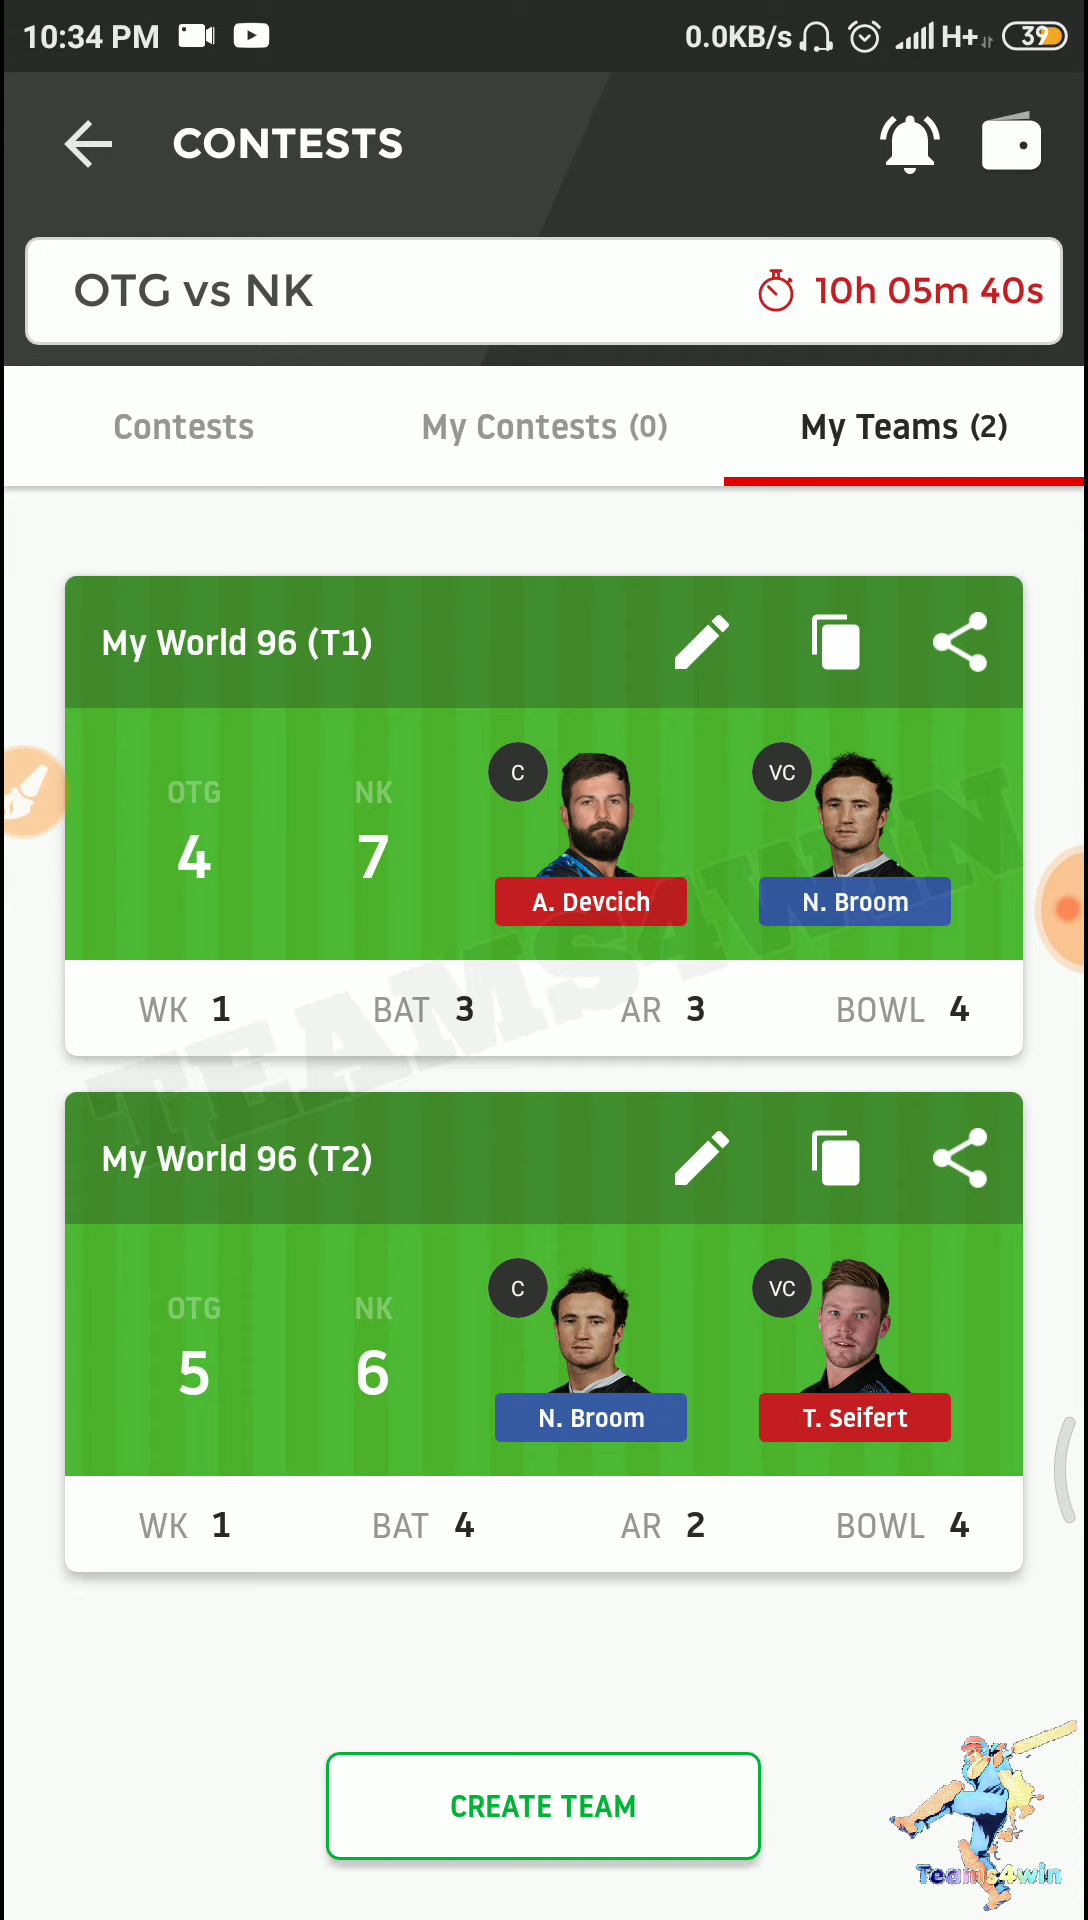 10:34 PM 0.0KB/s H+ 39
CONTESTS
OTG vs NK 10h 05m 40s
Contests My Contests (0) My Teams (2)
My World 96 (T1)
C VC
OTG NK
4 7
A. Devcich N. Broom
WK 1 BAT 3 AR 3 BOWL 4
TEAMS4WIN
My World 96 (T2)
C VC
OTG NK
5 6
N. Broom T. Seifert
WK 1 BAT 4 AR 2 BOWL 4
CREATE TEAM
Teams4win